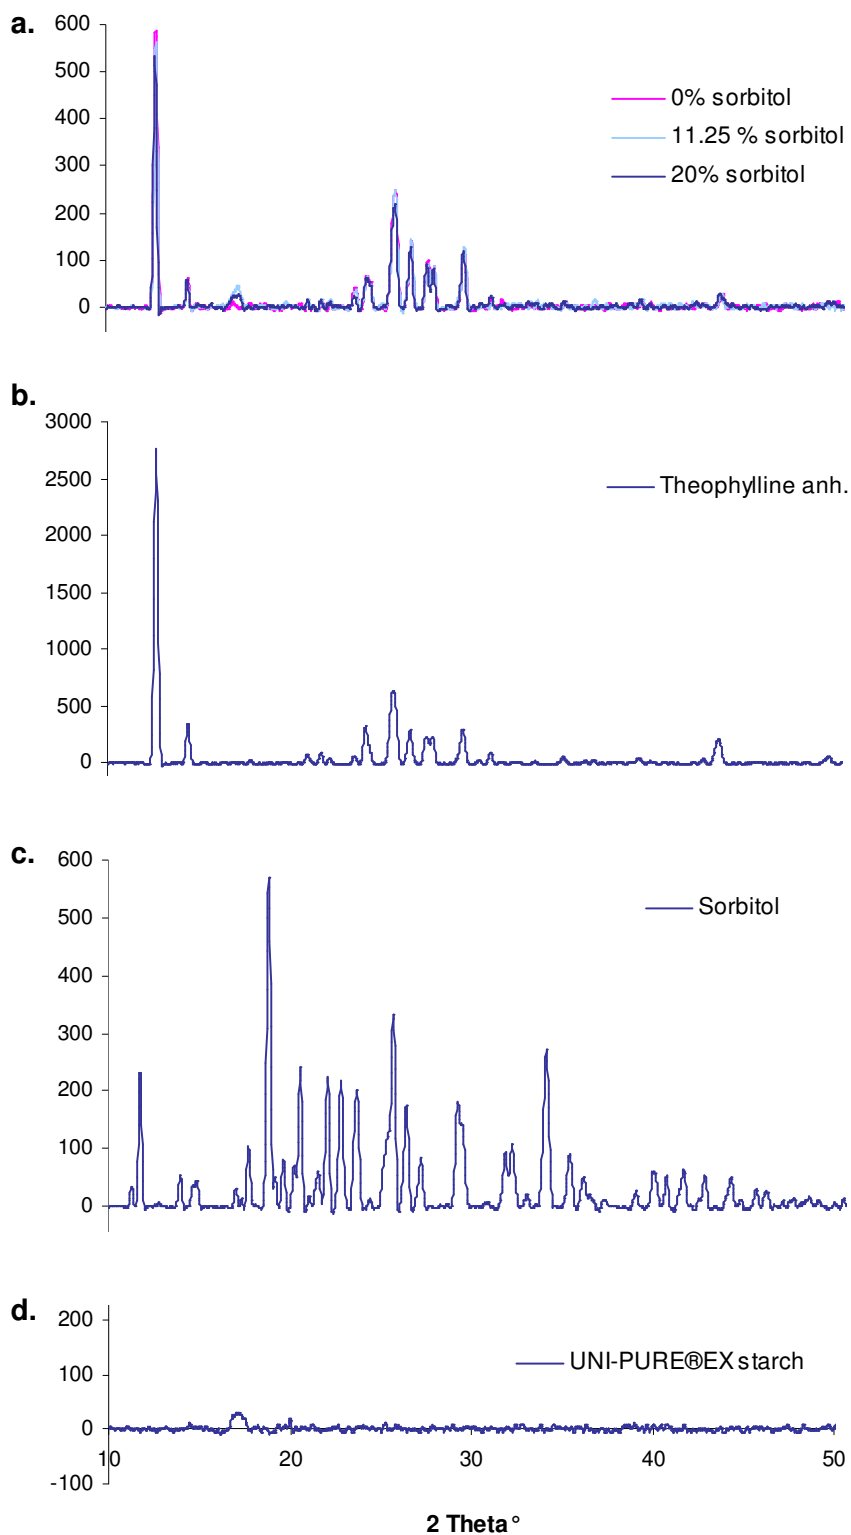 a.
600
500
400
300
200
100
0
0% sorbitol
11.25 % sorbitol
20% sorbitol
b.
3000
2500
2000
1500
1000
500
0
Theophylline anh.
c.
600
500
400
300
200
100
0
Sorbitol
d.
200
100
0
-100
UNI-PURE®EX starch
10 20 30 40 50
2 Theta°